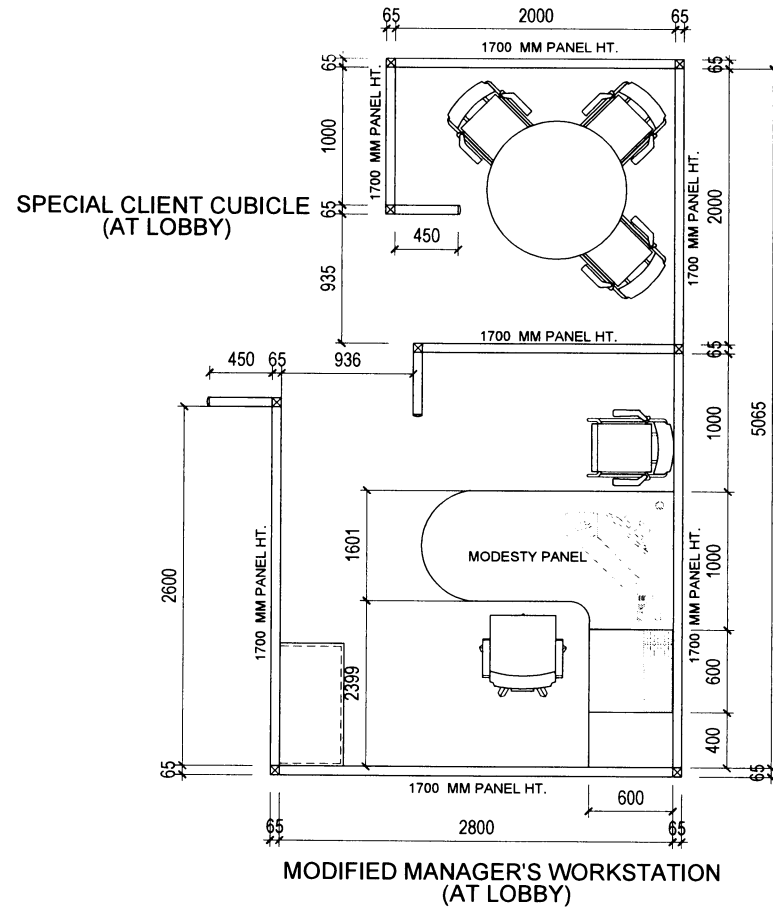 65 2000 65
1700 MM PANEL HT.
65
1000
65
935
1700 MM PANEL HT.
SPECIAL CLIENT CUBICLE
(AT LOBBY)
450
65
2000
65
1700 MM PANEL HT.
1700 MM PANEL HT.
450 65 936
1000
5065
1601
MODESTY PANEL
1000
1700 MM PANEL HT.
2600
1700 MM PANEL HT.
2399
600
400
65
65
1700 MM PANEL HT.
600
65 2800 65
MODIFIED MANAGER'S WORKSTATION
(AT LOBBY)